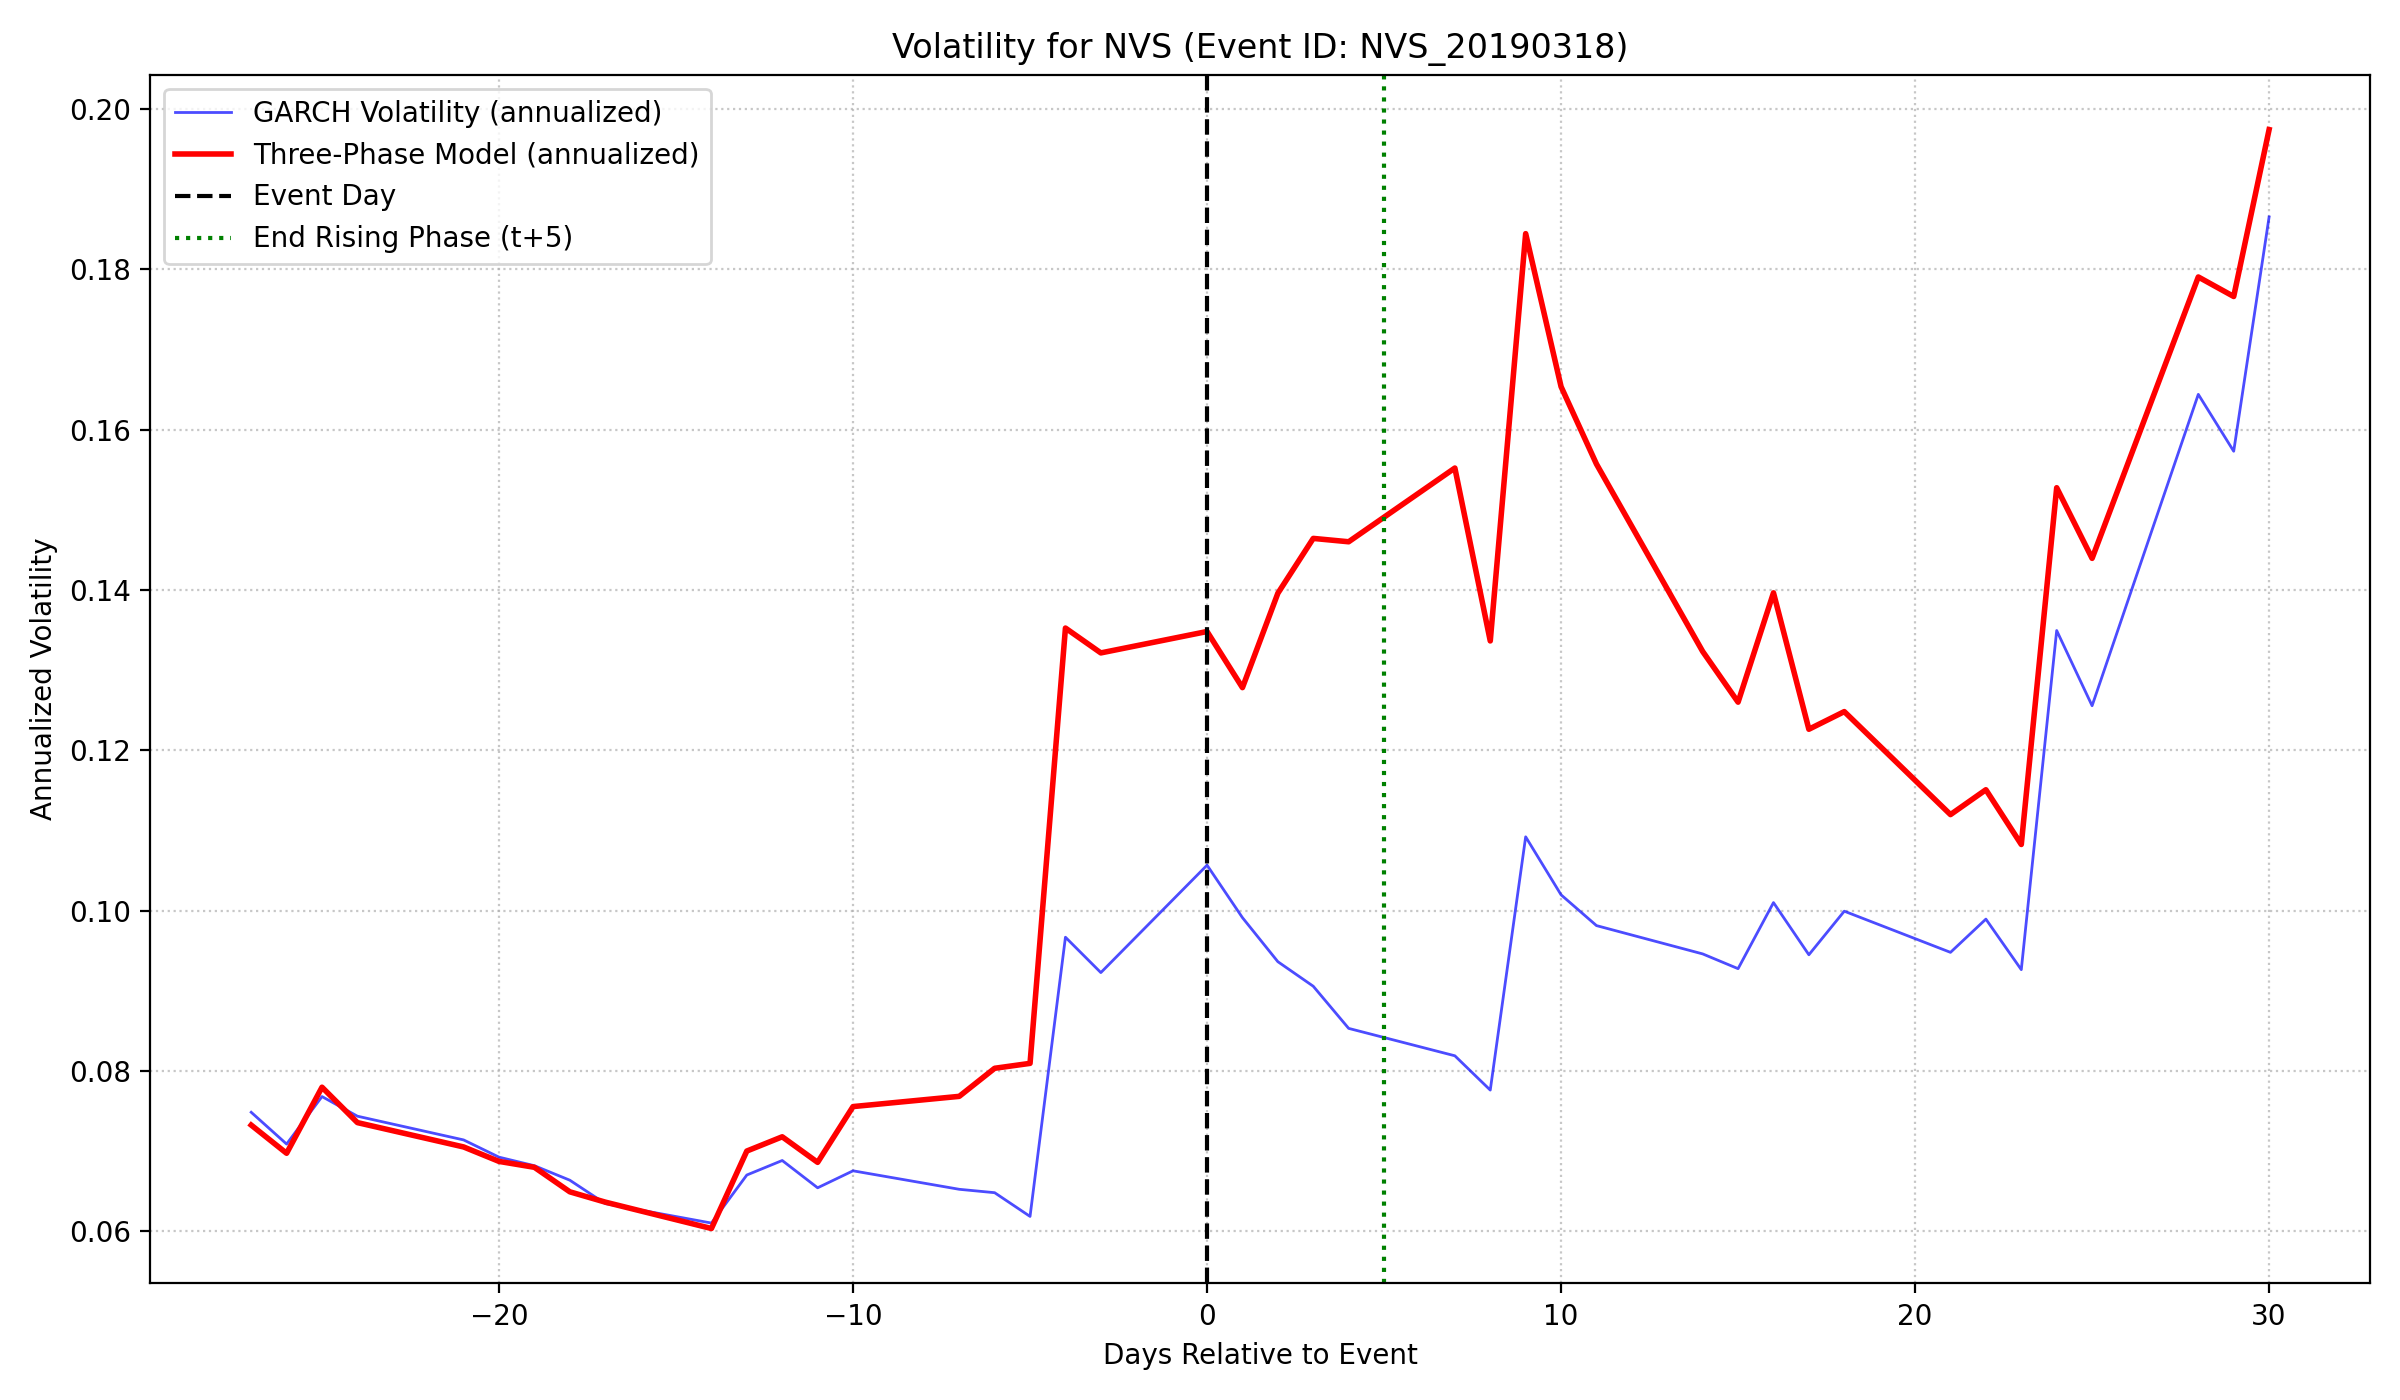 Volatility for NVS (Event ID: NVS_20190318)
GARCH Volatility (annualized)
Three-Phase Model (annualized)
Event Day
End Rising Phase (t+5)
Annualized Volatility
0.20
0.18
0.16
0.14
0.12
0.10
0.08
0.06
−20
−10
0
10
20
30
Days Relative to Event